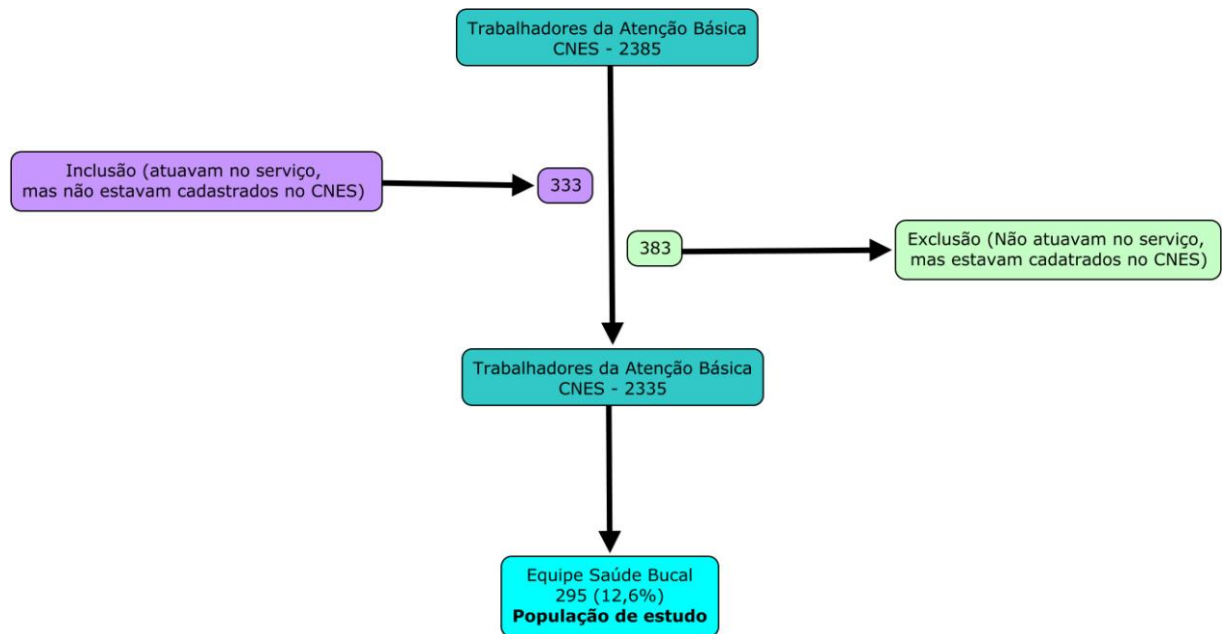 Trabalhadores da Atenção Básica
CNES - 2385
Inclusão (atuavam no serviço,
mas não estavam cadastrados no CNES)
333
383
Exclusão (Não atuavam no serviço,
mas estavam cadatrados no CNES)
Trabalhadores da Atenção Básica
CNES - 2335
Equipe Saúde Bucal
295 (12,6%)
População de estudo